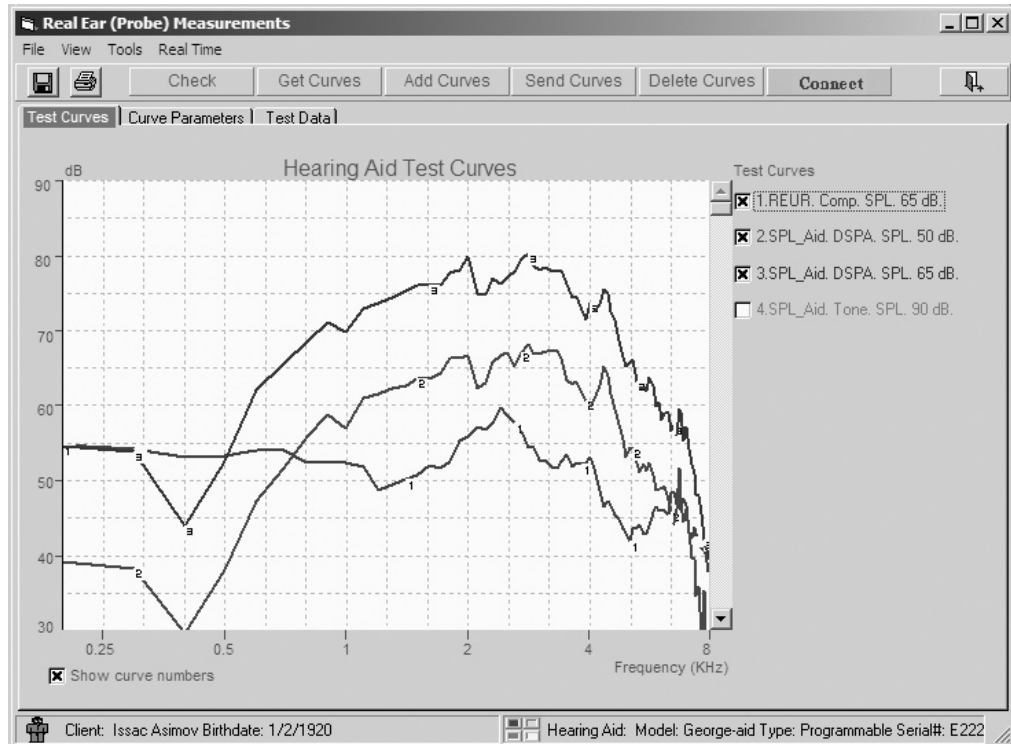 Real Ear (Probe) Measurements
File View Tools Real Time
Check Get Curves Add Curves Send Curves Delete Curves Connect
Test Curves Curve Parameters Test Data
dB Hearing Aid Test Curves Test Curves
90
1.REUR. Comp. SPL. 65 dB.
2.SPL_Aid. DSPA. SPL. 50 dB.
80
3.SPL_Aid. DSPA. SPL. 65 dB.
4.SPL_Aid. Tone. SPL. 90 dB.
70
60
50
40
30
0.25 0.5 1 2 4 8
Frequency (KHz)
Show curve numbers
Client: Issac Asimov Birthdate: 1/2/1920 Hearing Aid: Model: George-aid Type: Programmable Serial#: E222